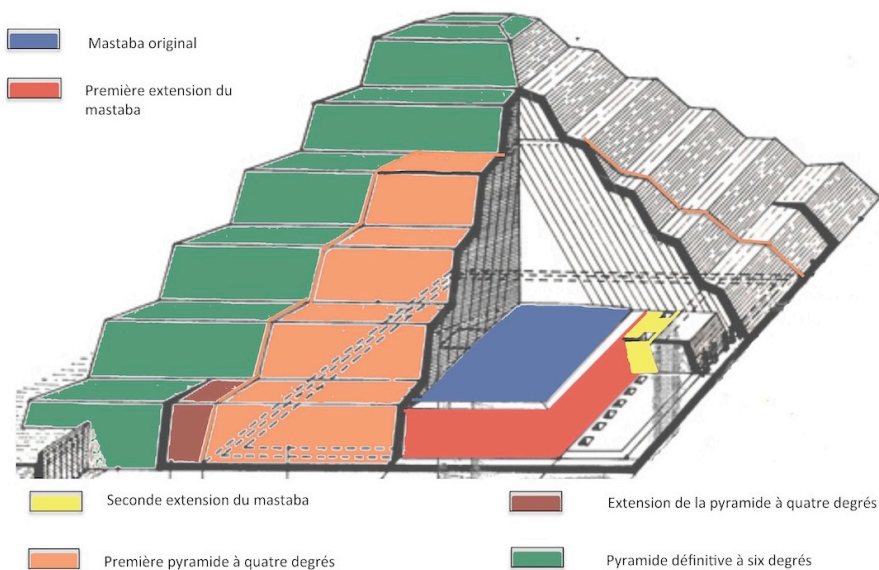 Mastaba original
Première extension du
mastaba
Seconde extension du mastaba
Extension de la pyramide à quatre degrés
Première pyramide à quatre degrés
Pyramide définitive à six degrés